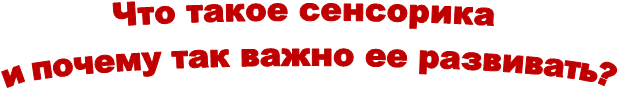 Что такое сенсорика
и почему так важно ее развивать?